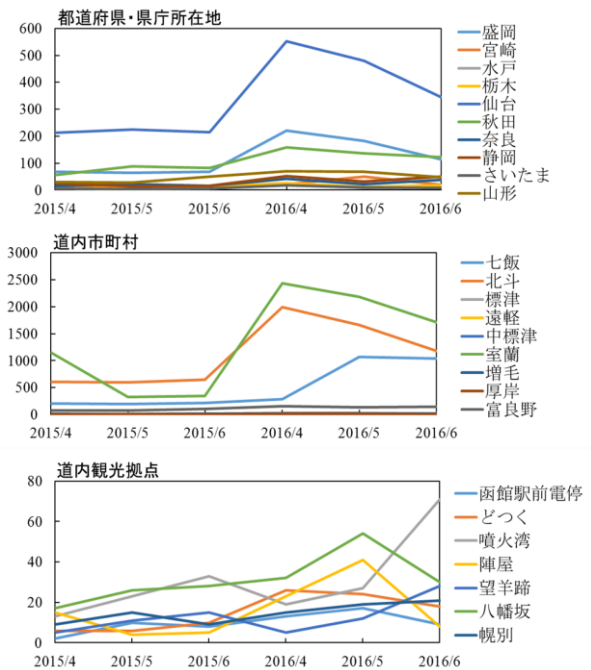 都道府県・県庁所在地
600
500
400
300
200
100
0
2015/4 2015/5 2015/6 2016/4 2016/5 2016/6
盛岡
宮崎
水戸
栃木
仙台
秋田
奈良
静岡
さいたま
山形
道内市町村
3000
2500
2000
1500
1000
500
0
2015/4 2015/5 2015/6 2016/4 2016/5 2016/6
七飯
北斗
標津
遠軽
中標津
室蘭
増毛
厚岸
富良野
道内観光拠点
80
60
40
20
0
2015/4 2015/5 2015/6 2016/4 2016/5 2016/6
函館駅前電停
どつく
噴火湾
陣屋
望羊蹄
八幡坂
幌別